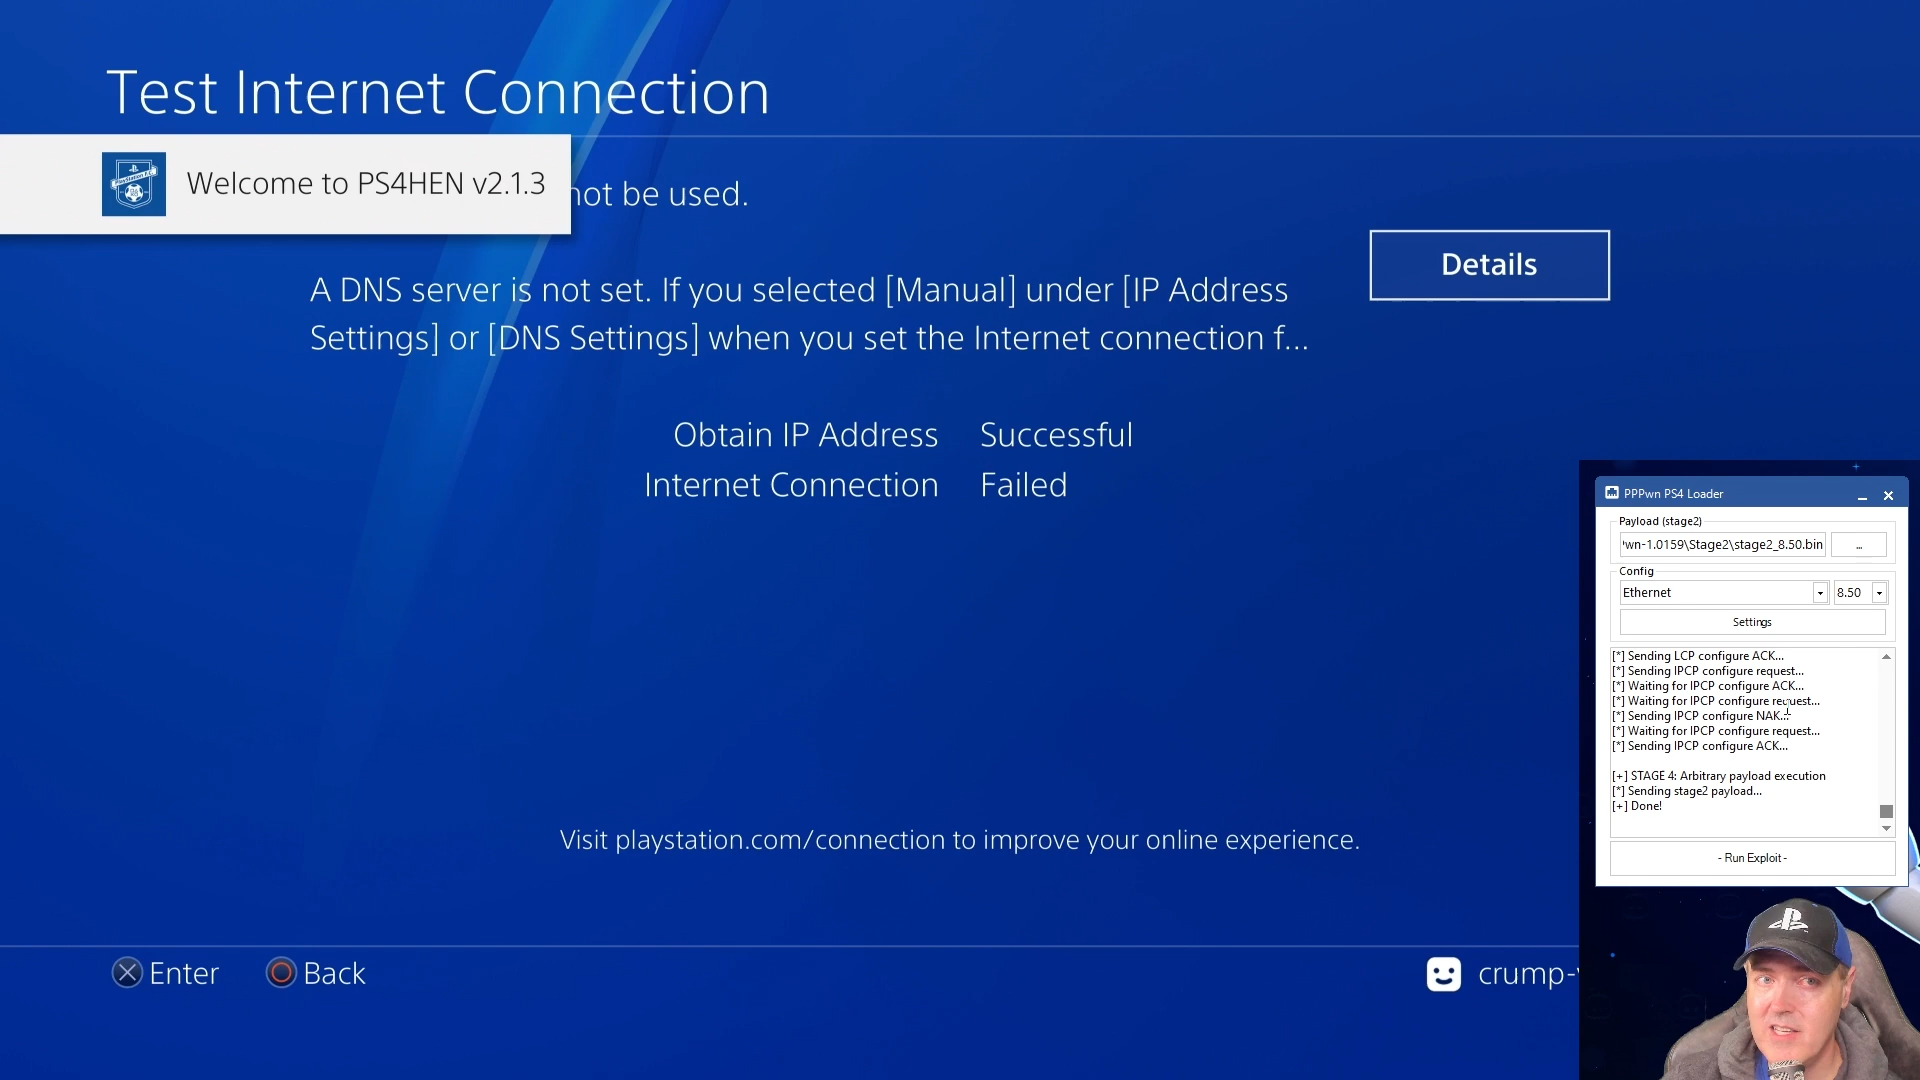 Test Internet Connection
Welcome to PS4HEN v2.1.3
not be used.
A DNS server is not set. If you selected [Manual] under [IP Address
Settings] or [DNS Settings] when you set the Internet connection f...
Details
Obtain IP Address Successful
Internet Connection Failed
Visit playstation.com/connection to improve your online experience.
Enter
Back
crump-
PPPwn PS4 Loader
Payload (stage2)
wn-1.0159\Stage2\stage2_8.50.bin
...
Config
Ethernet
8.50
Settings
[*] Sending LCP configure ACK...
[*] Sending IPCP configure request...
[*] Waiting for IPCP configure ACK...
[*] Waiting for IPCP configure request...
[*] Sending IPCP configure NAK...
[*] Waiting for IPCP configure request...
[*] Sending IPCP configure ACK...
[+] STAGE 4: Arbitrary payload execution
[*] Sending stage2 payload...
[+] Done!
- Run Exploit -